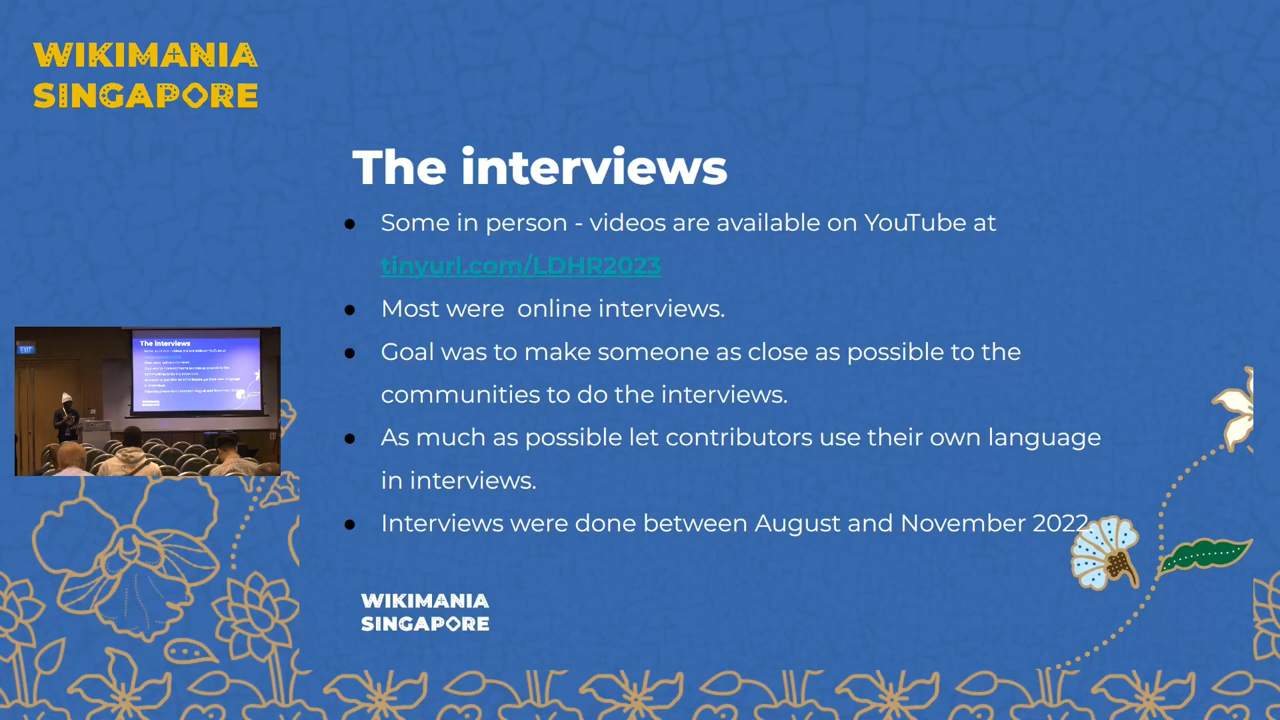 WIKIMANIA
SINGAPORE
The interviews
● Some in person - videos are available on YouTube at
tinyurl.com/LDHR2023
● Most were  online interviews.
● Goal was to make someone as close as possible to the
communities to do the interviews.
● As much as possible let contributors use their own language
in interviews.
● Interviews were done between August and November 2022.
EXIT
The interviews
WIKIMANIA
SINGAPORE